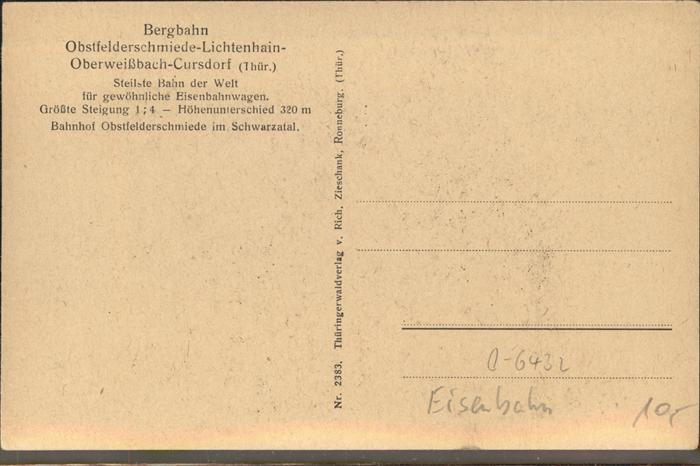 Bergbahn
Obstfelderschmiede-Lichtenhain-
Oberweißbach-Cursdorf (Thür.)
Steilste Bahn der Welt
für gewöhnliche Eisenbahnwagen.
Größte Steigung 1 : 4 — Höhenunterschied 320 m
Bahnhof Obstfelderschmiede im Schwarzatal.
Nr. 2383. Thüringerwaldverlag v. Rich. Zieschank, Ronneburg. (Thür.)
Eisenbahn
10,-